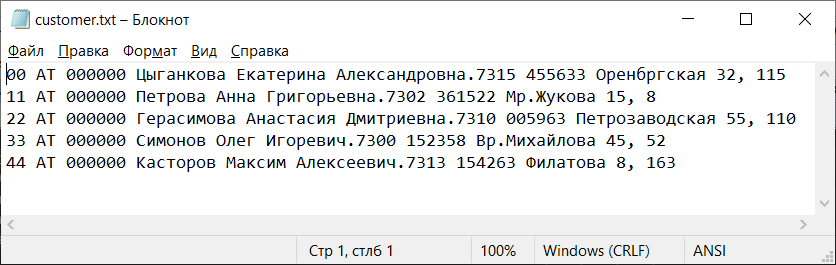 customer.txt – Блокнот
Файл Правка Формат Вид Справка
00 АТ 000000 Цыганкова Екатерина Александровна.7315 455633 Оренбргская 32, 115
11 АТ 000000 Петрова Анна Григорьевна.7302 361522 Мр.Жукова 15, 8
22 АТ 000000 Герасимова Анастасия Дмитриевна.7310 005963 Петрозаводская 55, 110
33 АТ 000000 Симонов Олег Игоревич.7300 152358 Вр.Михайлова 45, 52
44 АТ 000000 Касторов Максим Алексеевич.7313 154263 Филатова 8, 163
Стр 1, стлб 1 100% Windows (CRLF) ANSI